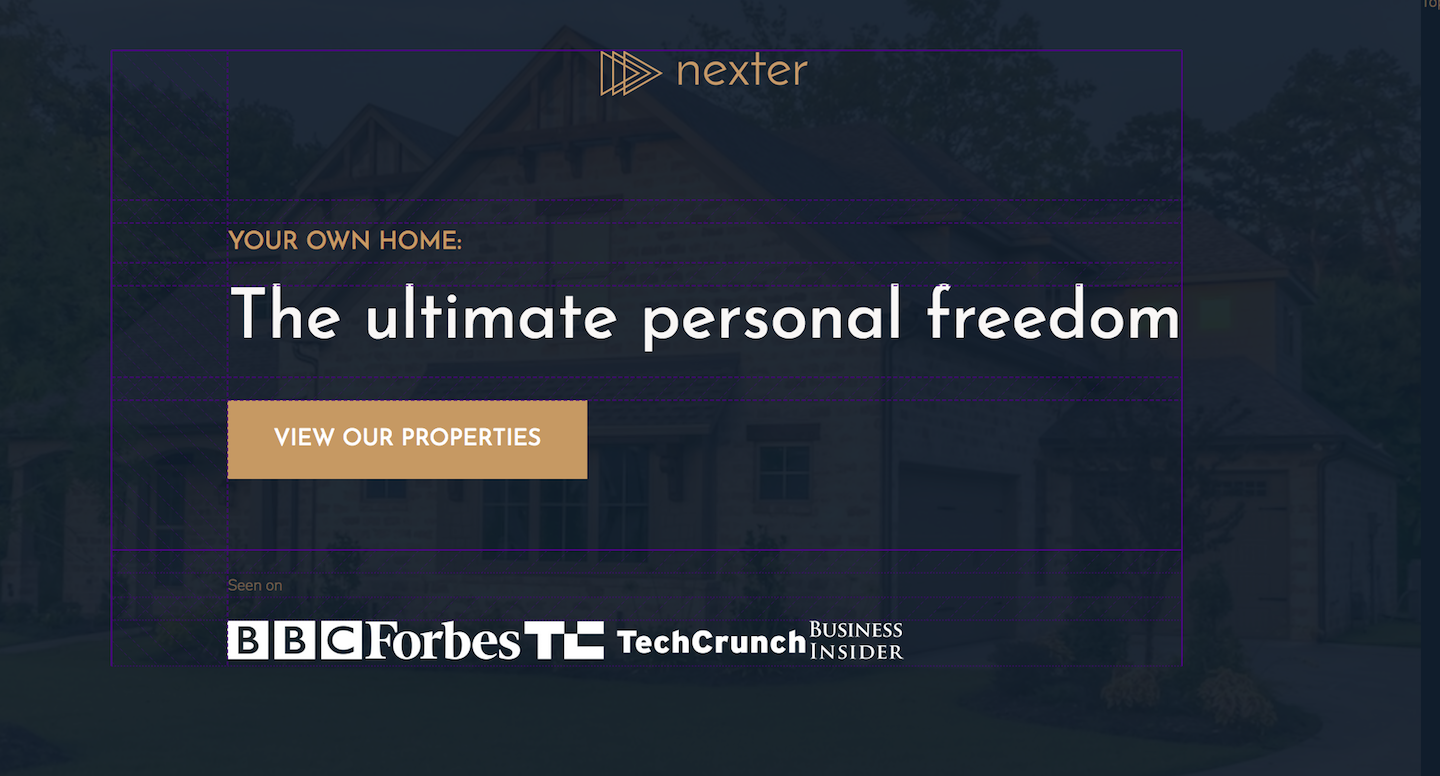 nexter
YOUR OWN HOME:
The ultimate personal freedom
VIEW OUR PROPERTIES
Seen on
BBC Forbes TC TechCrunch BUSINESS INSIDER